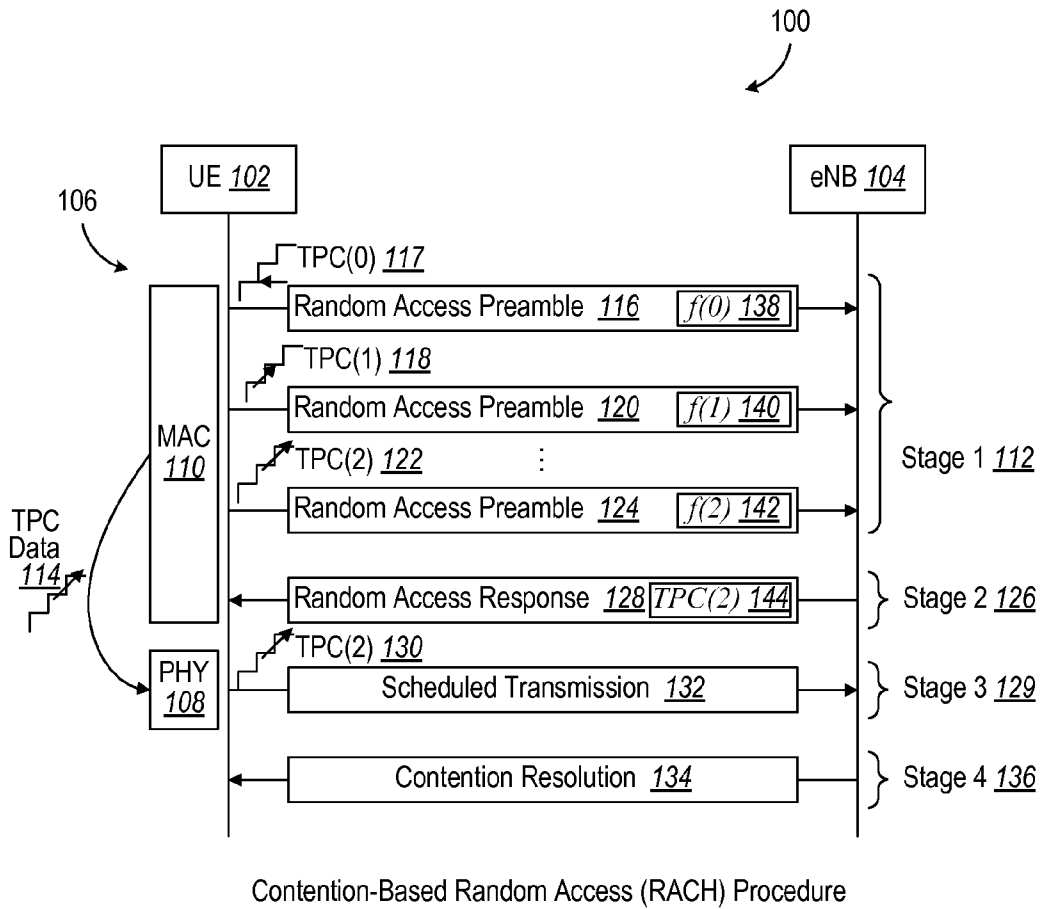 100
UE 102
eNB 104
106
TPC(0) 117
Random Access Preamble 116 f(0) 138
TPC(1) 118
Random Access Preamble 120 f(1) 140
MAC
110
TPC(2) 122
⋮
Stage 1 112
Random Access Preamble 124 f(2) 142
TPC
Data
114
Random Access Response 128 TPC(2) 144
Stage 2 126
TPC(2) 130
PHY
108
Scheduled Transmission 132
Stage 3 129
Contention Resolution 134
Stage 4 136
Contention-Based Random Access (RACH) Procedure